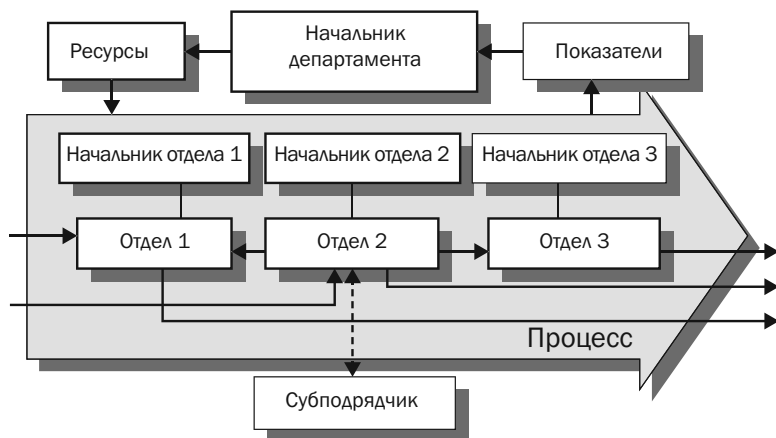 Ресурсы
Начальник
департамента
Показатели
Начальник отдела 1
Начальник отдела 2
Начальник отдела 3
Отдел 1
Отдел 2
Отдел 3
Процесс
Субподрядчик